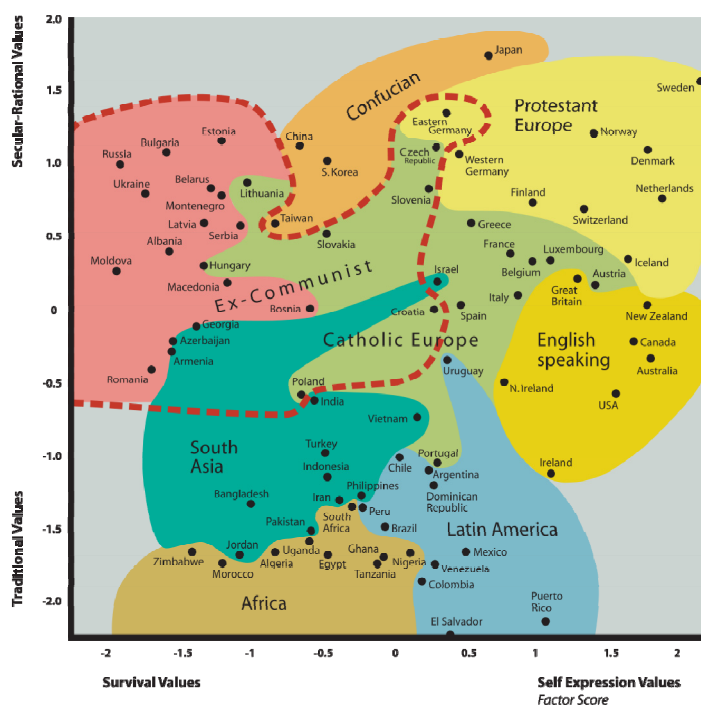 Secular-Rational Values
Traditional Values
2.0
1.5
1.0
0.5
0
-0.5
-1.0
-1.5
-2.0
Japan
Confucian
Sweden
Protestant
Europe
Eastern
Germany
Norway
Estonia
China
Bulgaria
Russia
S.Korea
Czech
Republic
Western
Germany
Denmark
Ukraine
Belarus
Montenegro
Lithuania
Slovenia
Finland
Netherlands
Switzerland
Latvia
Serbia
Taiwan
Slovakia
Greece
Albania
Moldova
Hungary
France
Luxembourg
Belgium
Iceland
Austria
Macedonia
Ex-Communist
Israel
Great
Britain
Italy
Bosnia
Croatia
Spain
New Zealand
Georgia
Azerbaijan
Armenia
Catholic Europe
English
speaking
Canada
Australia
Romania
Uruguay
Poland
India
N.Ireland
USA
Vietnam
South
Asia
Turkey
Indonesia
Portugal
Chile
Argentina
Ireland
Bangladesh
Iran
Philippines
Dominican
Republic
South
Africa
Peru
Pakistan
Brazil
Latin America
Zimbabwe
Jordan
Morocco
Uganda
Algeria
Egypt
Ghana
Tanzania
Nigeria
Mexico
Venezuela
Colombia
Africa
Puerto
Rico
El Salvador
-2
-1.5
-1
-0.5
0
0.5
1
1.5
2
Survival Values
Self Expression Values
Factor Score